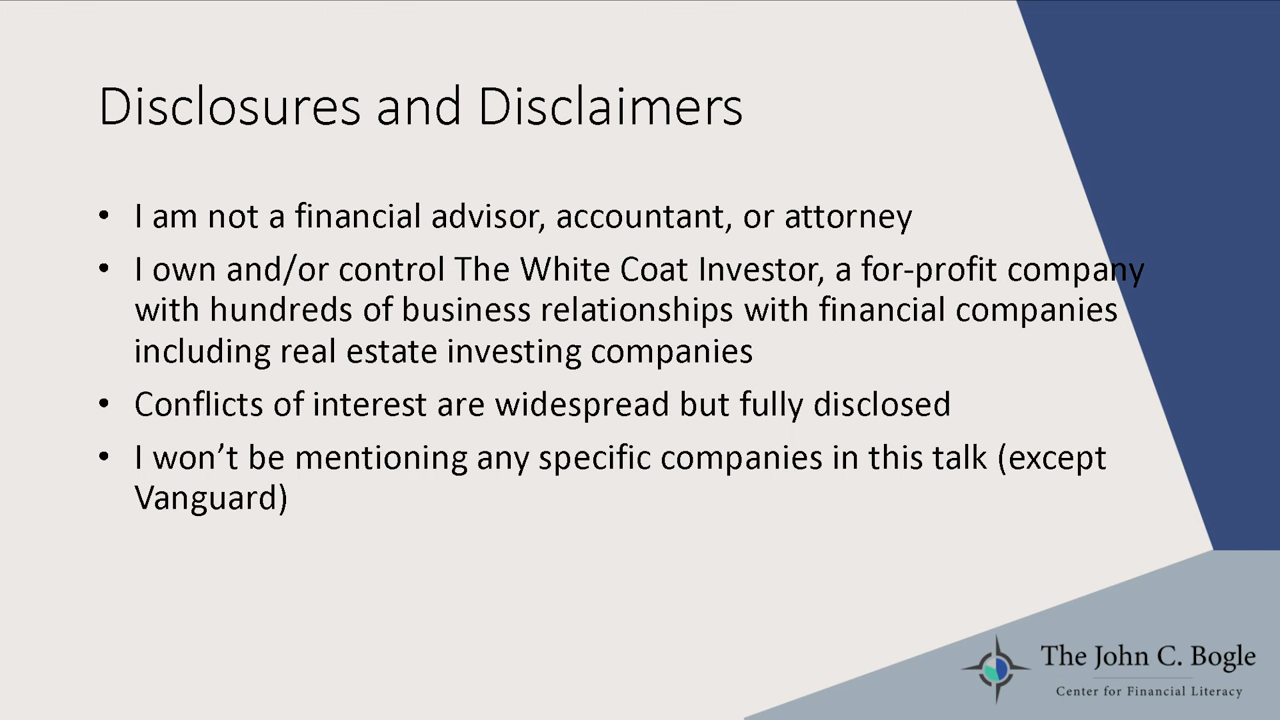 Disclosures and Disclaimers
• I am not a financial advisor, accountant, or attorney
• I own and/or control The White Coat Investor, a for-profit company
with hundreds of business relationships with financial companies
including real estate investing companies
• Conflicts of interest are widespread but fully disclosed
• I won’t be mentioning any specific companies in this talk (except
Vanguard)
The John C. Bogle
Center for Financial Literacy